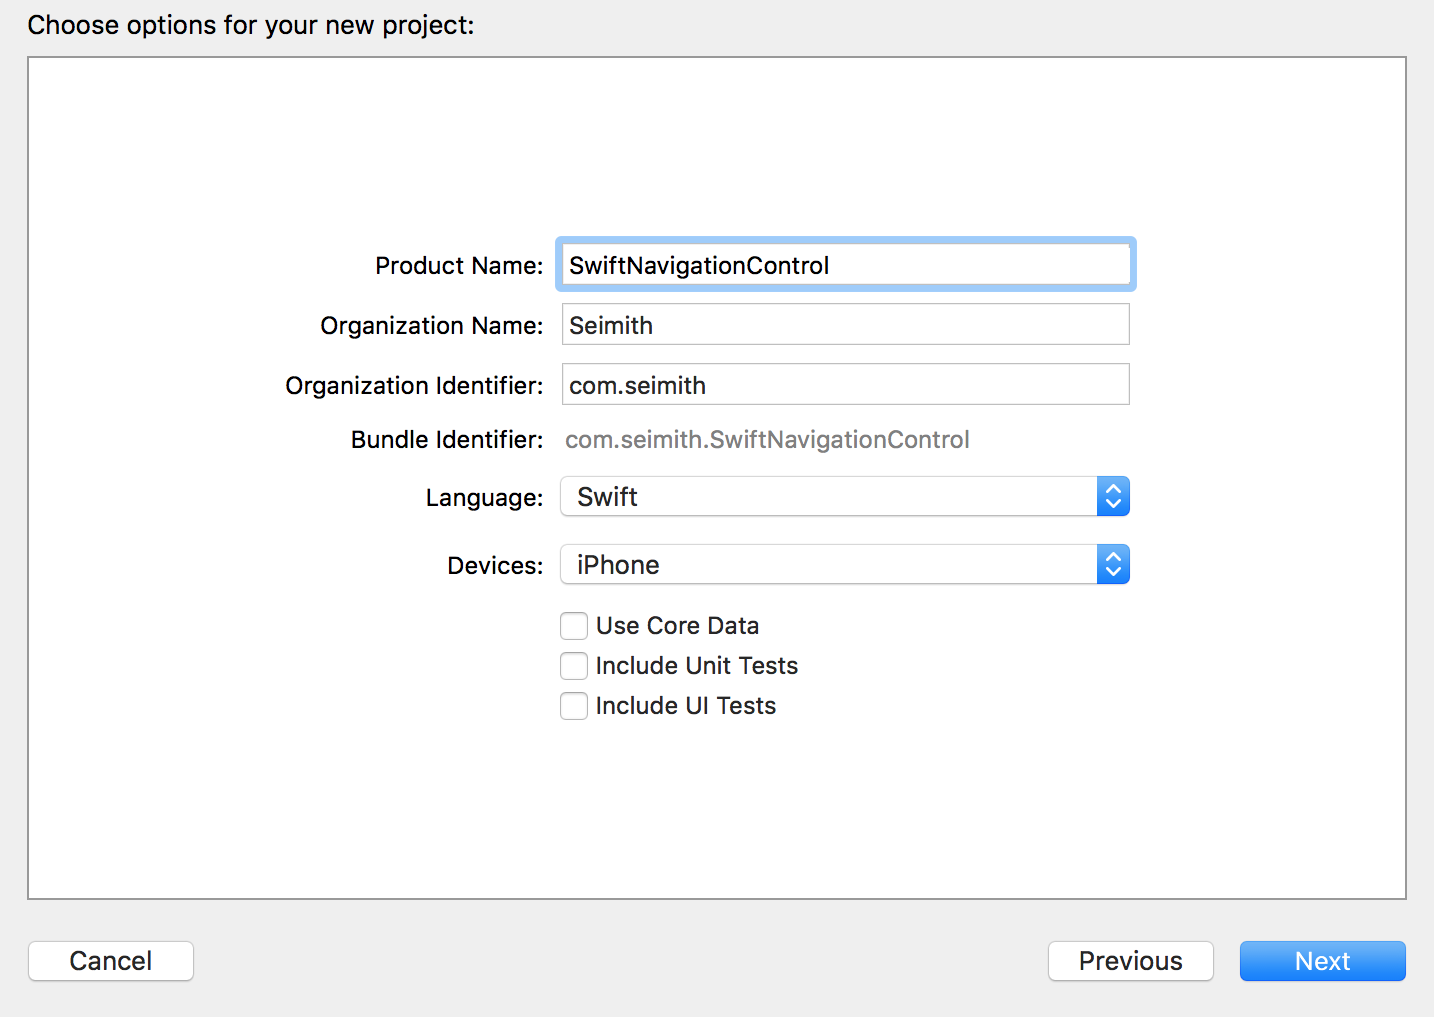 Choose options for your new project:
Product Name: SwiftNavigationControl
Organization Name: Seimith
Organization Identifier: com.seimith
Bundle Identifier: com.seimith.SwiftNavigationControl
Language: Swift
Devices: iPhone
Use Core Data
Include Unit Tests
Include UI Tests
Cancel Previous Next